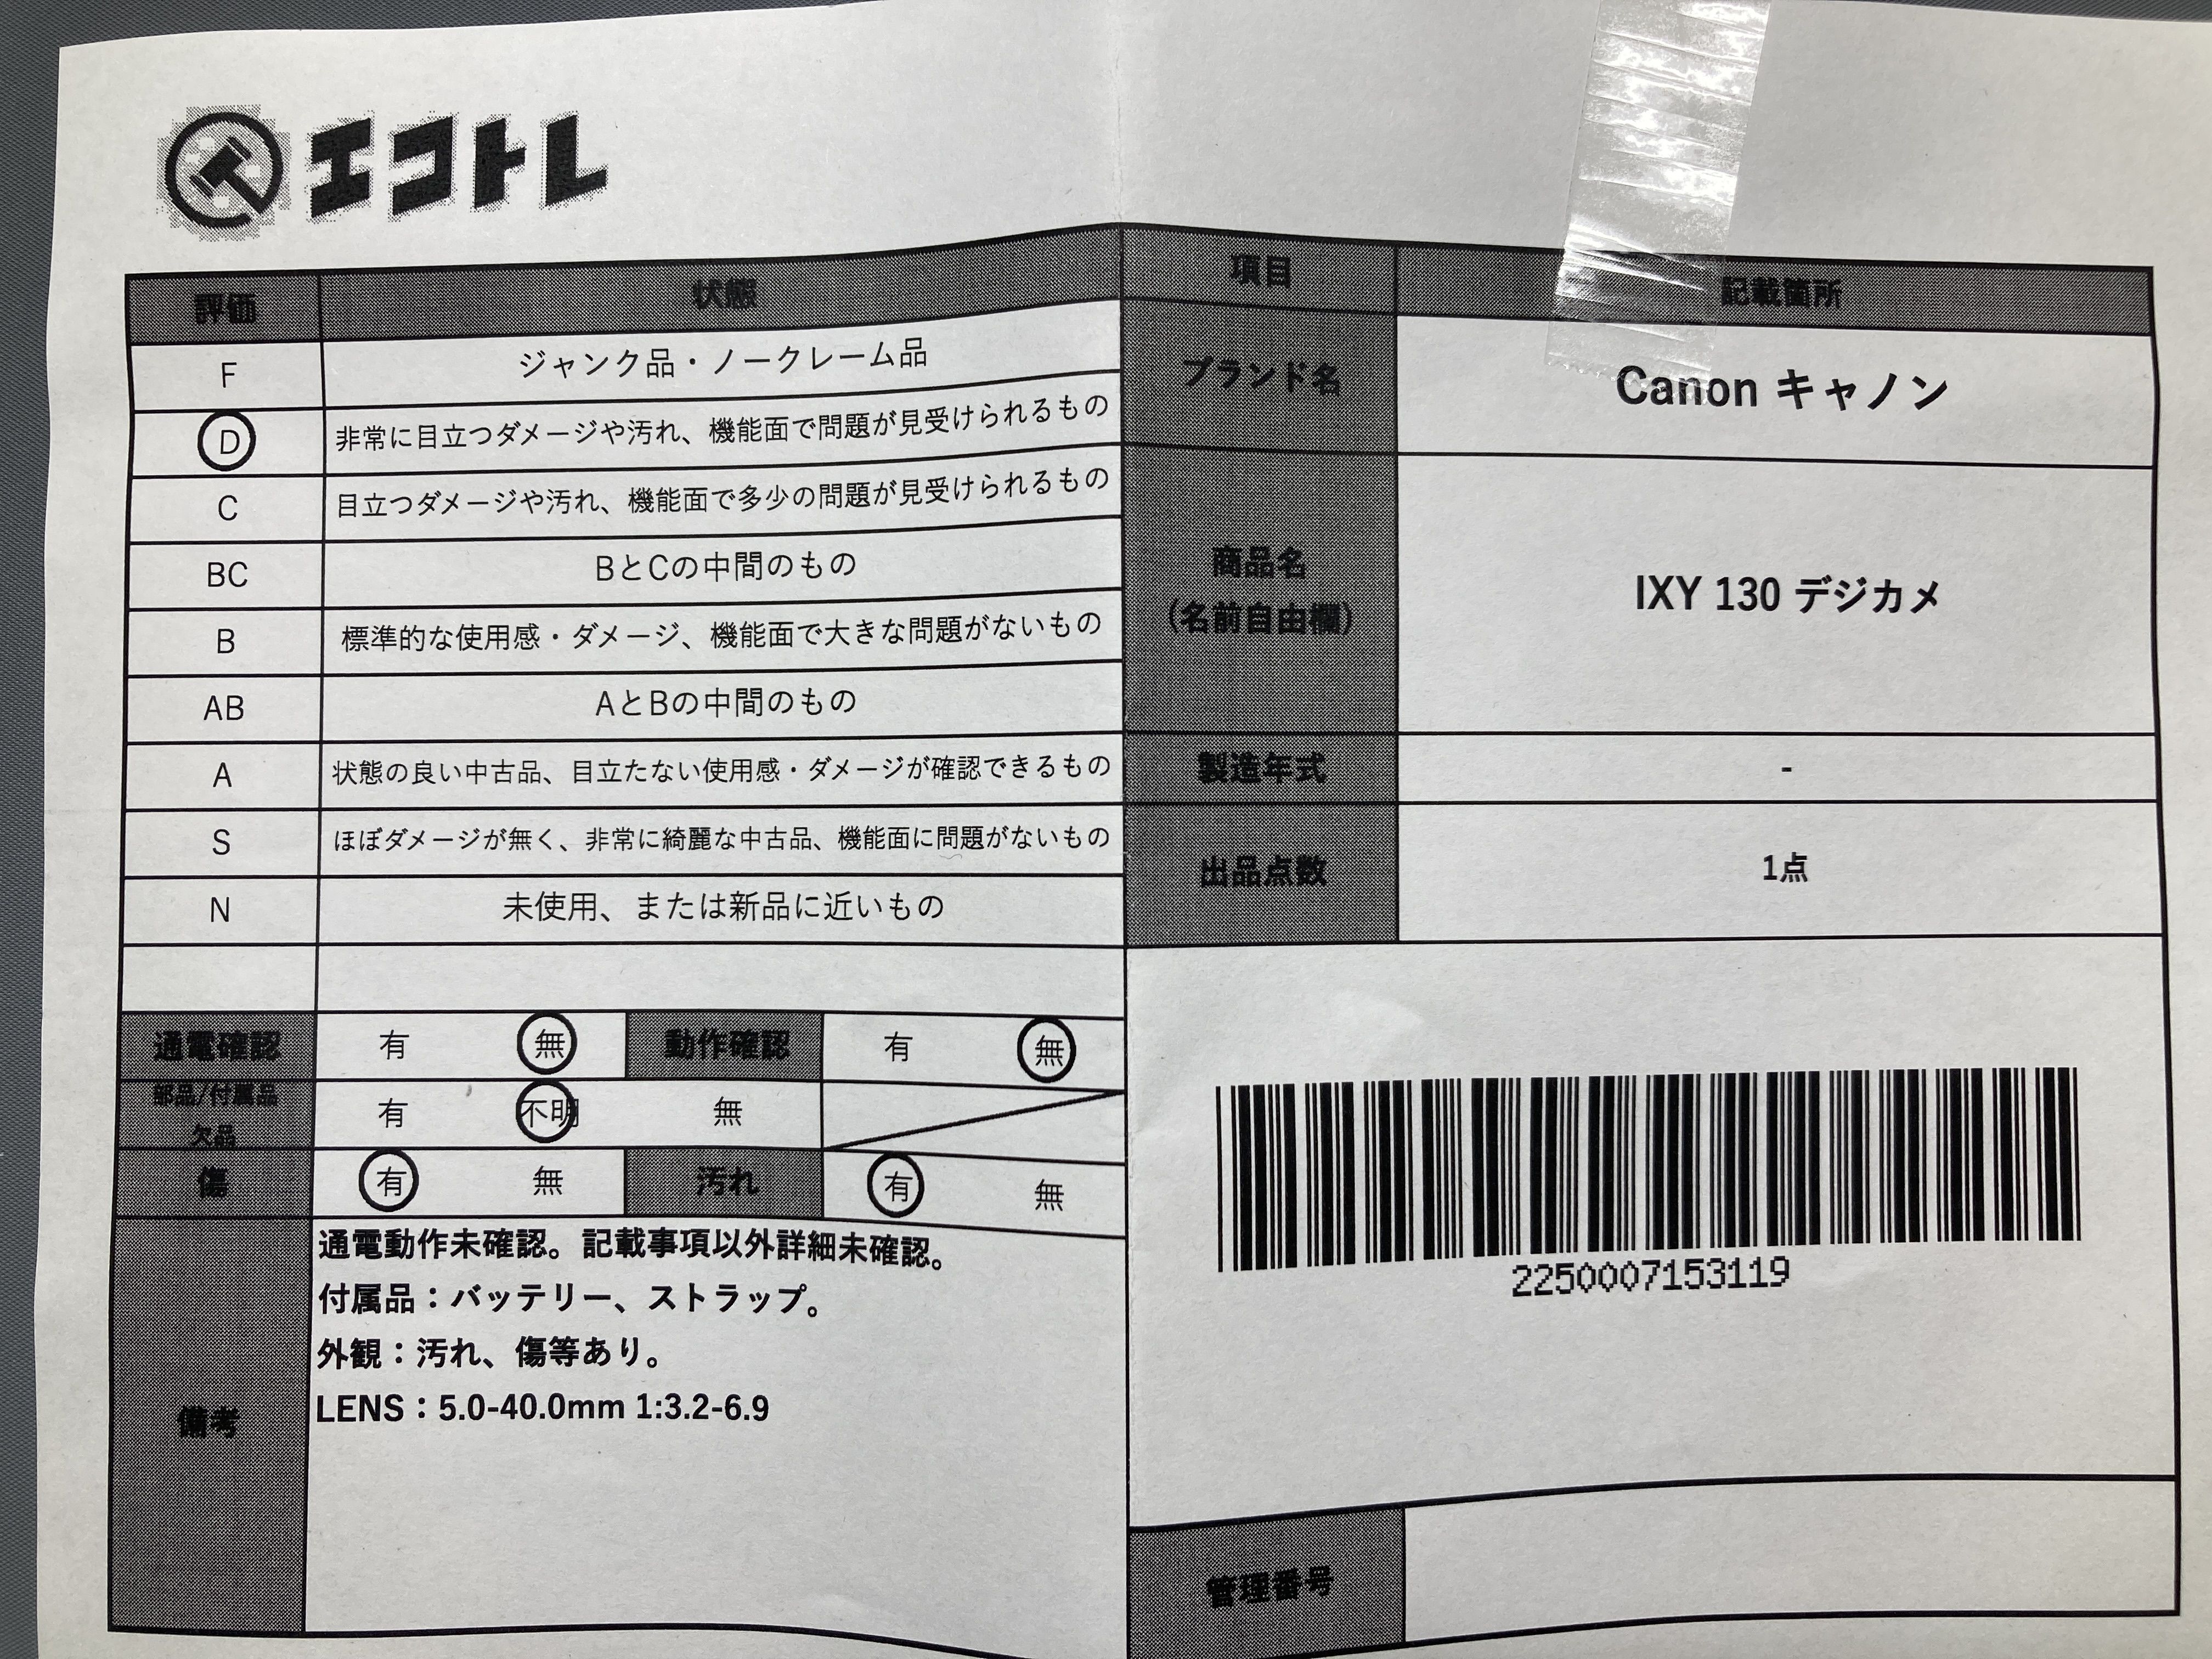 エコトレ
評価 状態
F ジャンク品・ノークレーム品
D 非常に目立つダメージや汚れ、機能面で問題が見受けられるもの
C 目立つダメージや汚れ、機能面で多少の問題が見受けられるもの
BC BとCの中間のもの
B 標準的な使用感・ダメージ、機能面で大きな問題がないもの
AB AとBの中間のもの
A 状態の良い中古品、目立たない使用感・ダメージが確認できるもの
S ほぼダメージが無く、非常に綺麗な中古品、機能面に問題がないもの
N 未使用、または新品に近いもの
通電確認 有 無 動作確認 有 無
部品/付属品
欠品
有 不明 無
傷 有 無 汚れ 有 無
備考
通電動作未確認。記載事項以外詳細未確認。
付属品：バッテリー、ストラップ。
外観：汚れ、傷等あり。
LENS：5.0-40.0mm 1:3.2-6.9
項目 記載箇所
ブランド名 Canon キャノン
商品名
(名前自由欄)
IXY 130 デジカメ
製造年式 -
出品点数 1点
2250007153119
管理番号